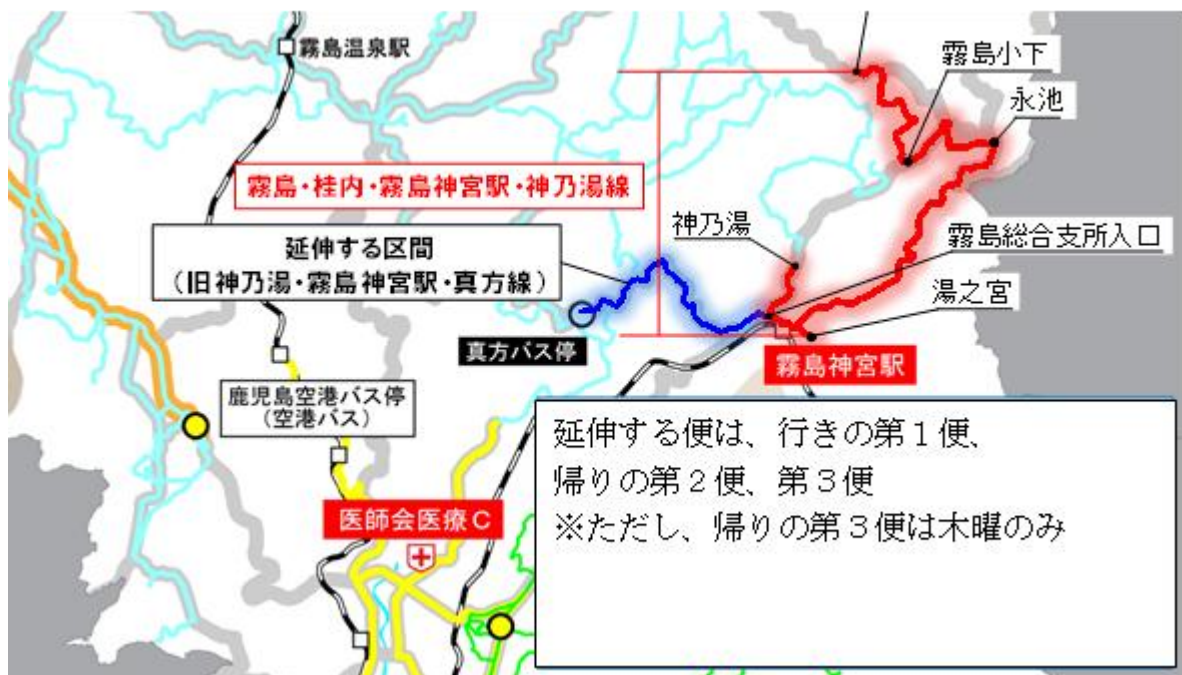 霧島温泉駅
霧島小下
永池
霧島・桂内・霧島神宮駅・神乃湯線
神乃湯
霧島総合支所入口
延伸する区間
（旧神乃湯・霧島神宮駅・真方線）
湯之宮
真方バス停
霧島神宮駅
鹿児島空港バス停
（空港バス）
医師会医療C
延伸する便は、行きの第１便、
帰りの第２便、第３便
※ただし、帰りの第３便は木曜のみ